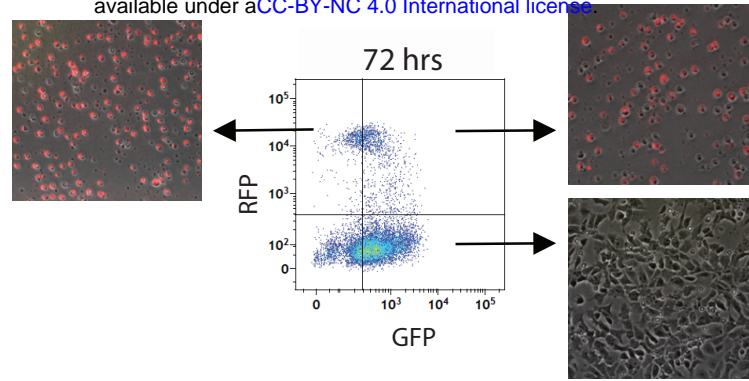 available under aCC-BY-NC 4.0 International license.
72 hrs
10⁵
10⁴
10³
10²
0
RFP
0
10³
10⁴
10⁵
GFP